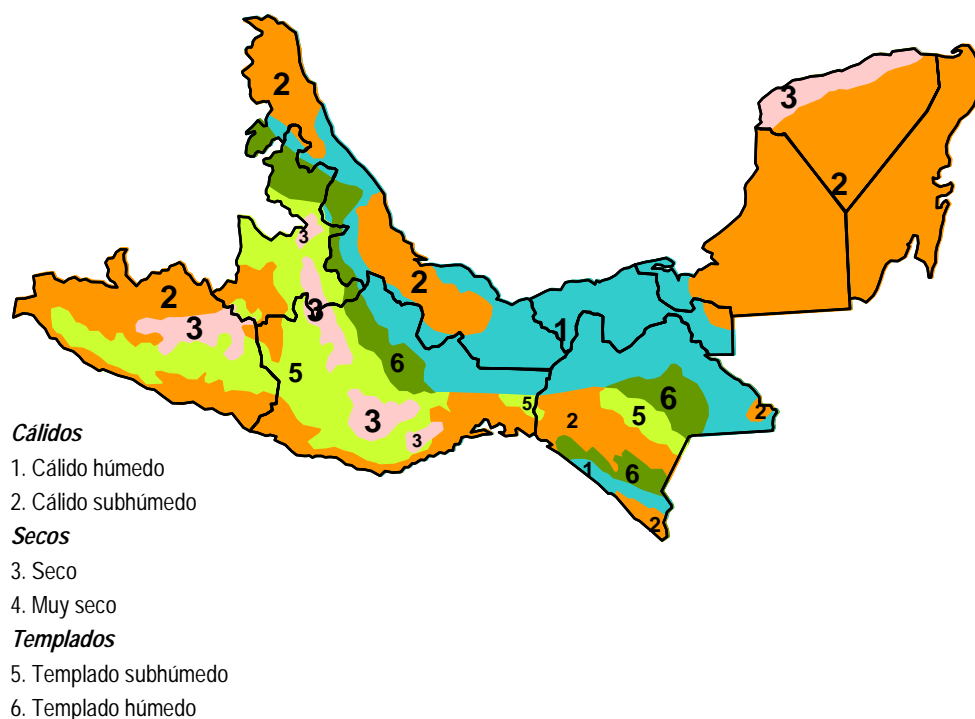 2
3
2
3
2
2
3
3
1
6
5
6
5
5
3
2
2
3
1
6
2
Cálidos
1. Cálido húmedo
2. Cálido subhúmedo
Secos
3. Seco
4. Muy seco
Templados
5. Templado subhúmedo
6. Templado húmedo